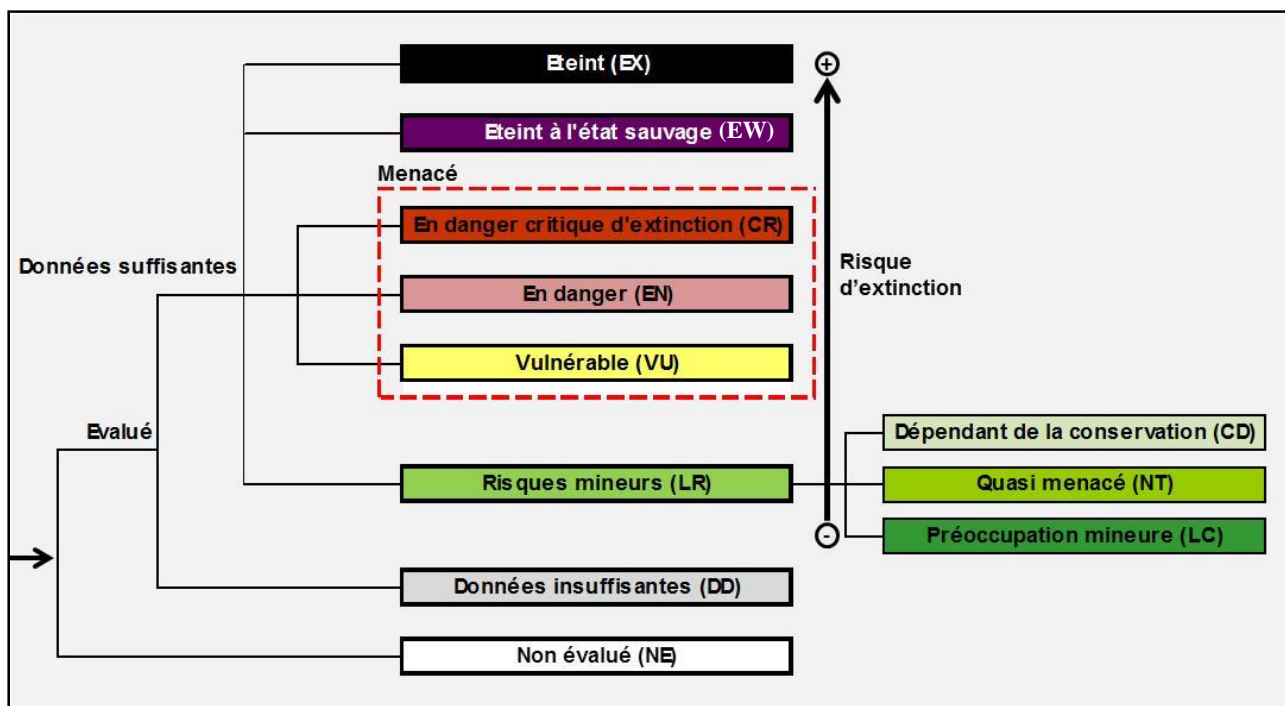 Eteint (EX)
+
Eteint à l'état sauvage (EW)
Menacé
En danger critique d'extinction (CR)
Données suffisantes
Risque
d'extinction
En danger (EN)
Vulnérable (VU)
Evalué
Dépendant de la conservation (CD)
Risques mineurs (LR)
Quasi menacé (NT)
-
Préoccupation mineure (LC)
Données insuffisantes (DD)
Non évalué (NE)